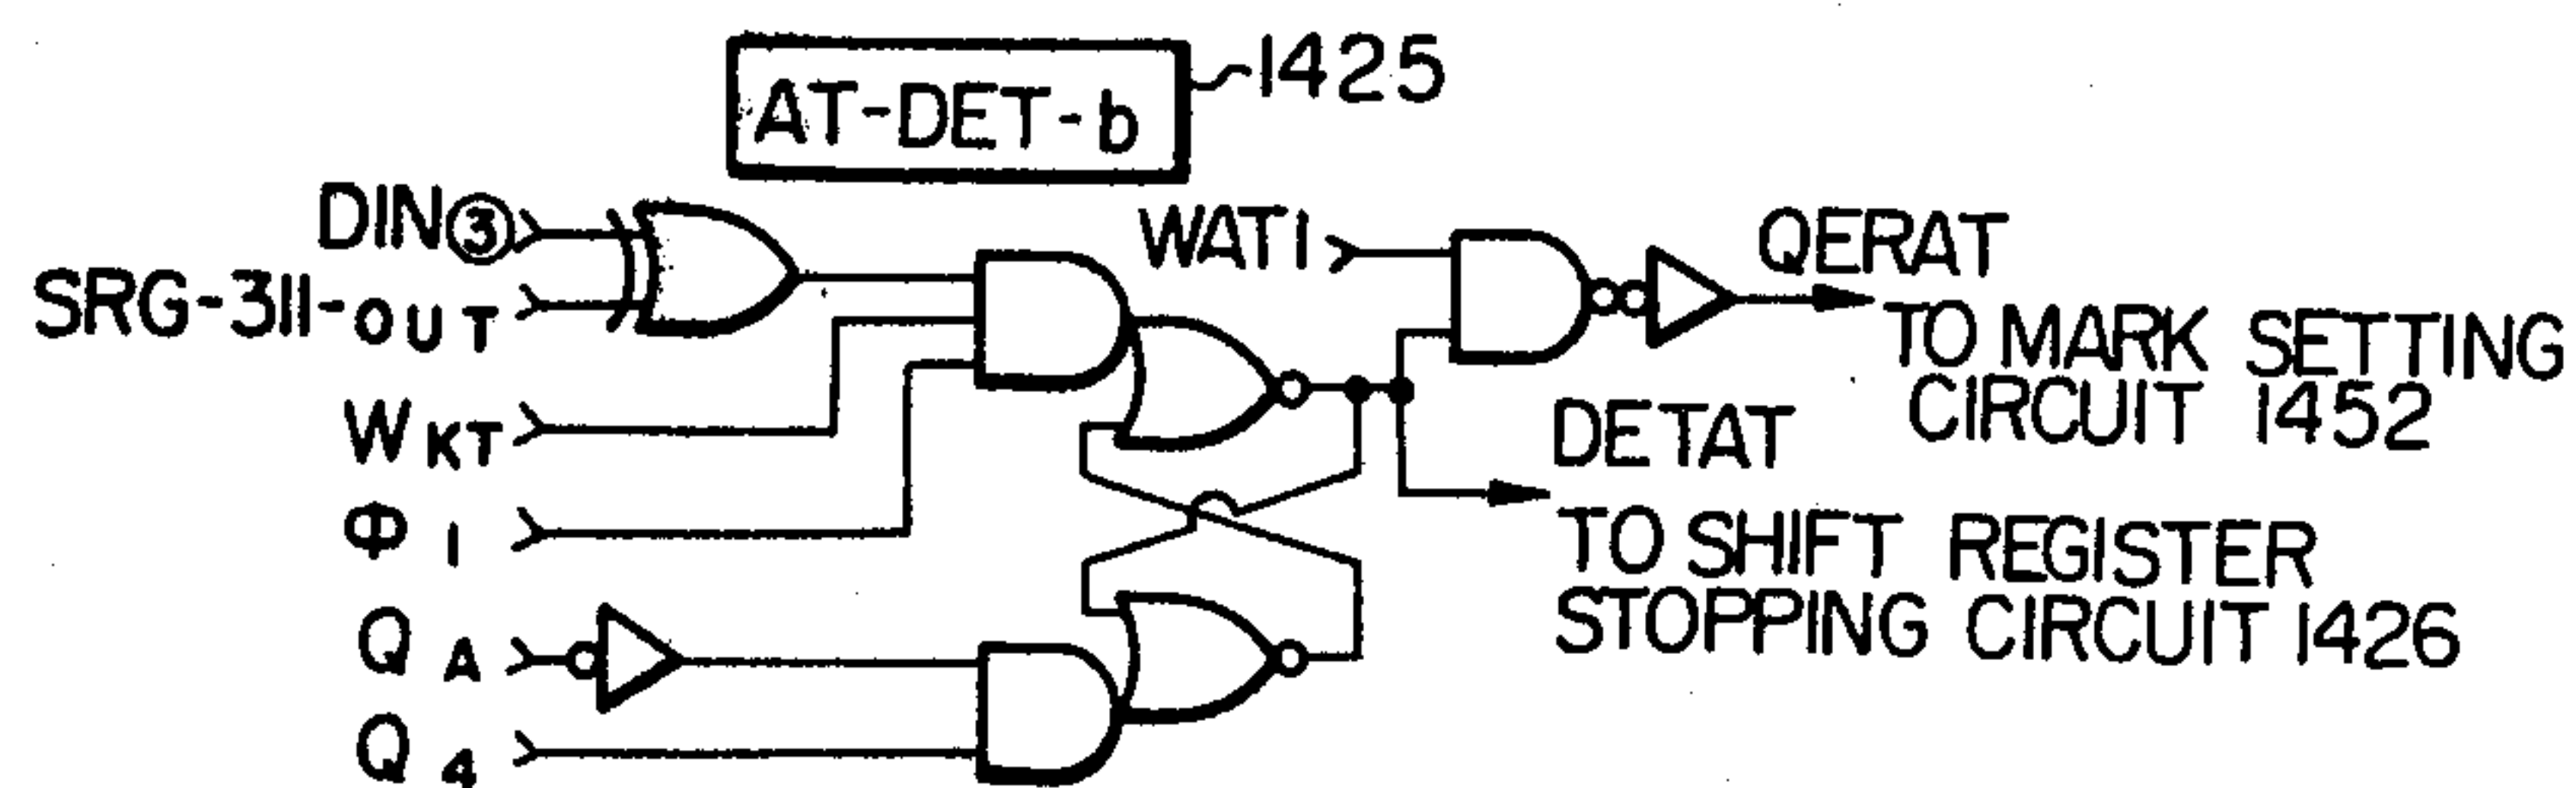 AT-DET-b
1425
DIN③
SRG-311-OUT
WKT
Φ1
QA
Q4
WAT1
QERAT
TO MARK SETTING
CIRCUIT 1452
DETAT
TO SHIFT REGISTER
STOPPING CIRCUIT 1426